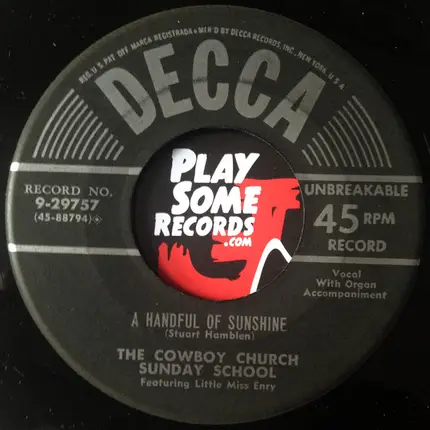 REG. U.S. PAT OFF. MARCA REGISTRADA • M'F'D BY DECCA RECORDS, INC., NEW YORK, U.S.A.
DECCA
RECORD NO.
9-29757
(45-88794)+
UNBREAKABLE
45 RPM
RECORD
PLAY
SOME
RECORDS
.COM
Vocal
With Organ
Accompaniment
A HANDFUL OF SUNSHINE
(Stuart Hamblen)
THE COWBOY CHURCH
SUNDAY SCHOOL
Featuring Little Miss Enry